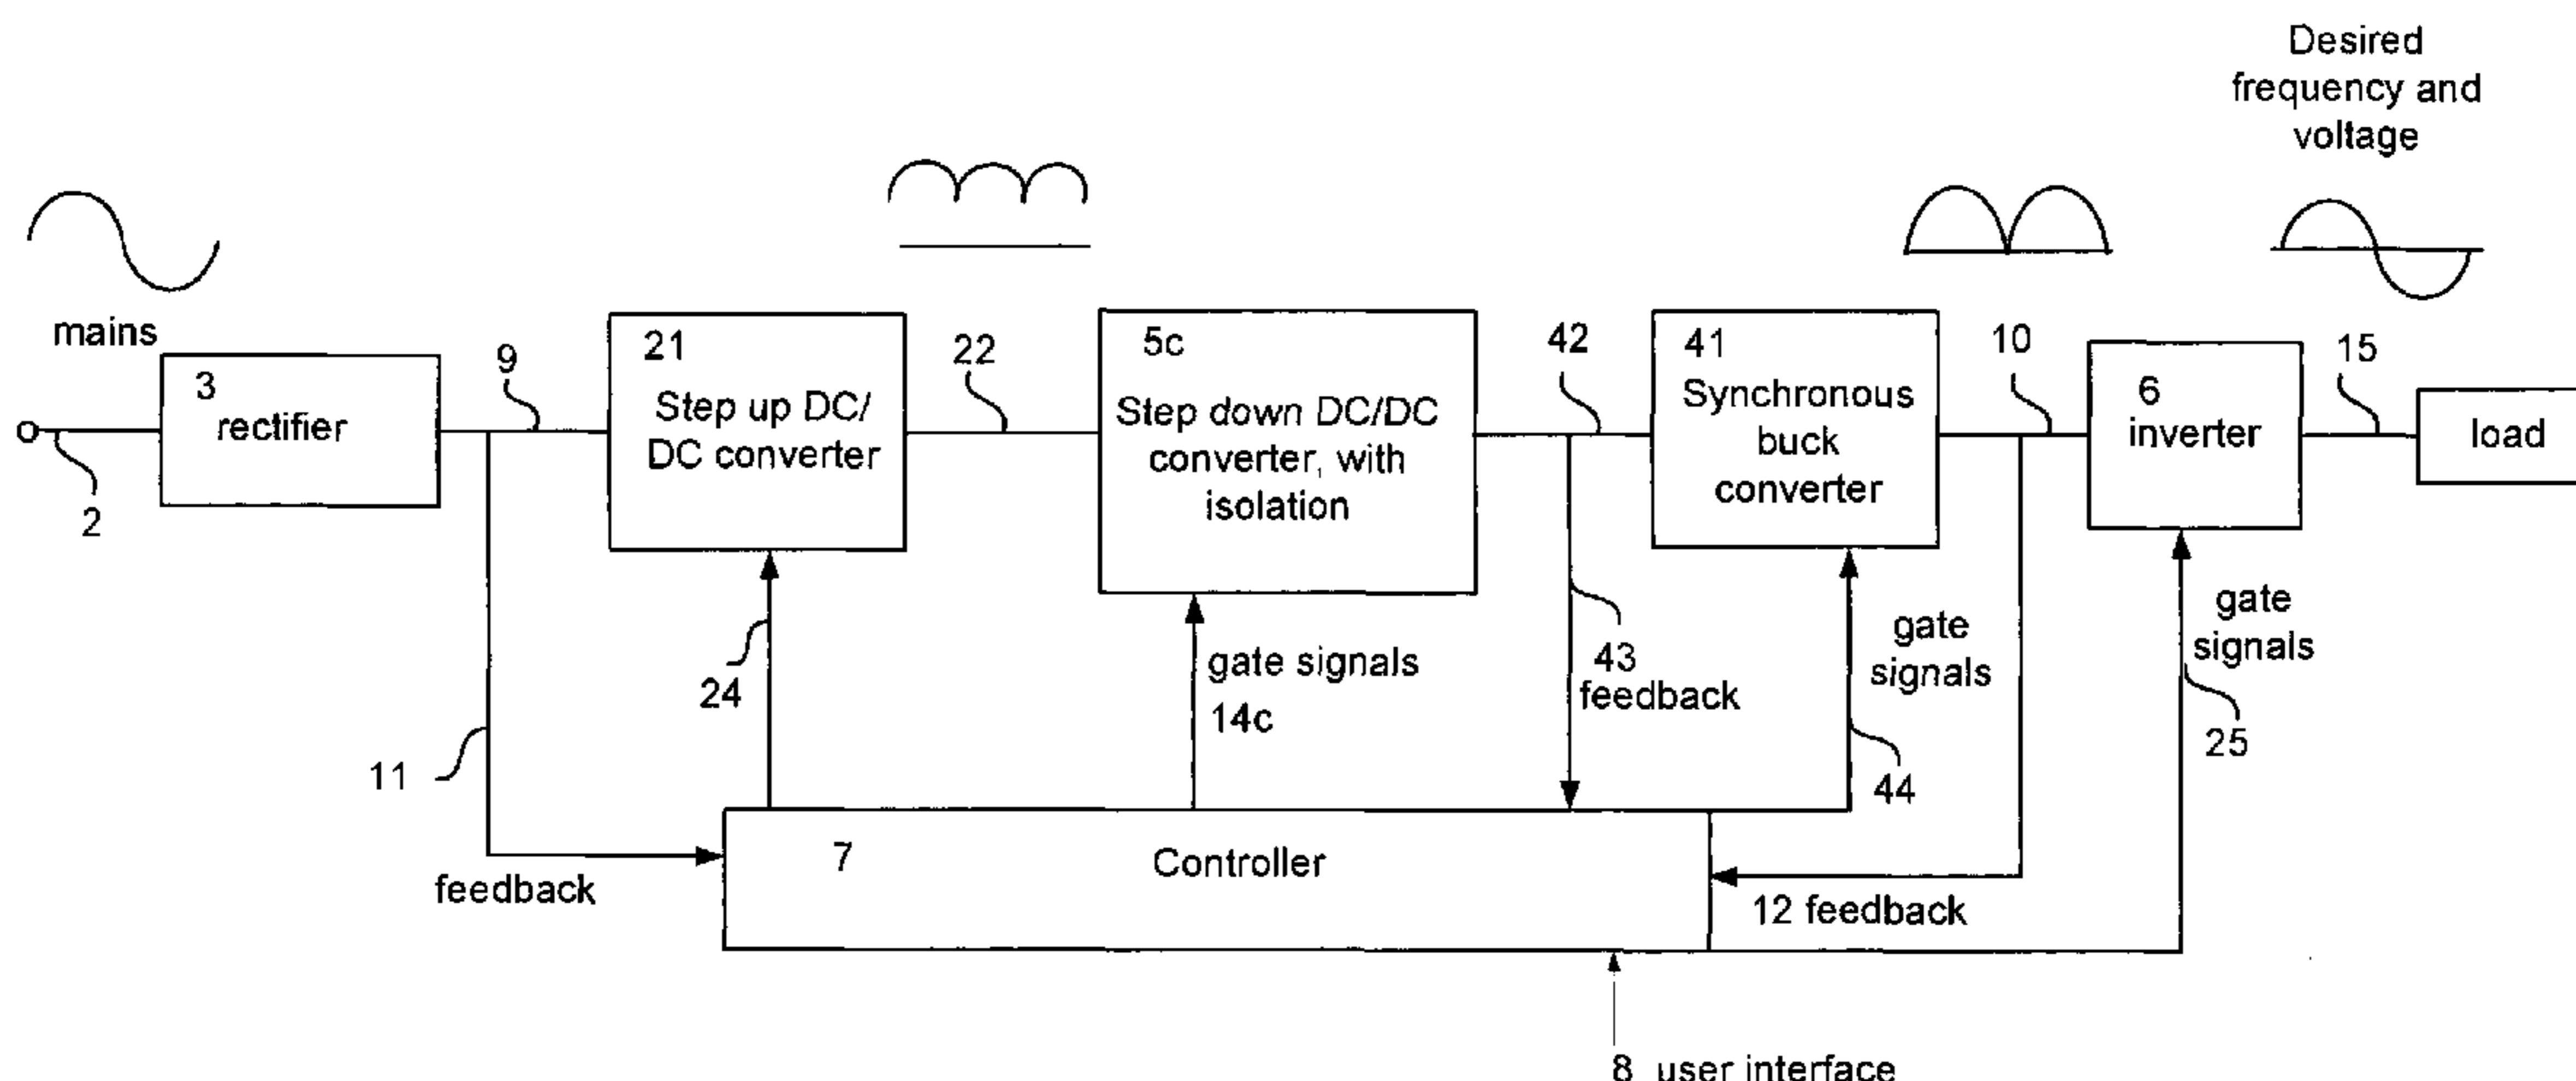 Desired
frequency and
voltage
mains
2
3
rectifier
9
11
feedback
21
Step up DC/
DC converter
22
24
5c
Step down DC/DC
converter, with
isolation
gate signals
14c
42
43
feedback
41
Synchronous
buck
converter
gate
signals
44
10
6
inverter
15
load
gate
signals
25
7
Controller
12 feedback
8 user interface